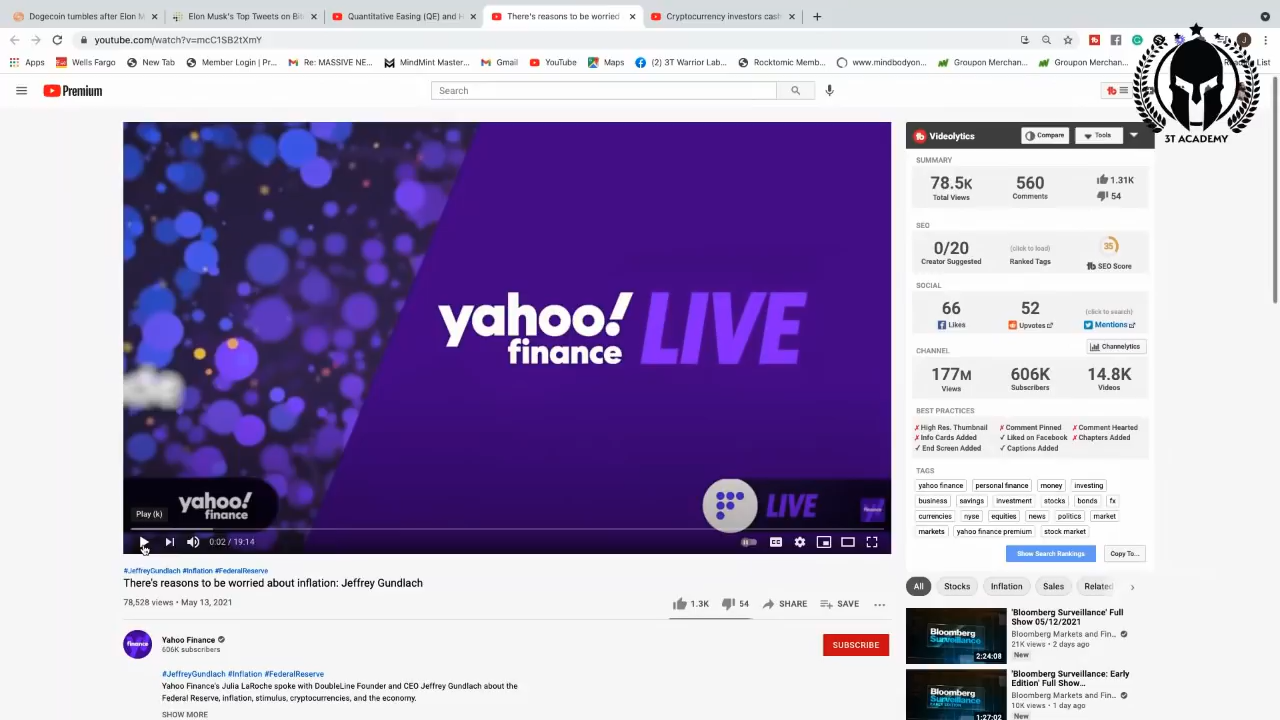 Dogecoin tumbles after Elon M
Elon Musk's Top Tweets on Bit
Quantitative Easing (QE) and H
There's reasons to be worried
Cryptocurrency investors cash
youtube.com/watch?v=mcC1SB2tXmY
Apps
Wells Fargo
New Tab
Member Login | Pr...
Re: MASSIVE NE...
MindMint Master...
Gmail
YouTube
Maps
(2) 3T Warrior Lab...
Rocktomic Memb...
www.mindbodyon...
Groupon Merchan...
Groupon Merchan...
List
Premium
Search
3T ACADEMY
yahoo!
finance
LIVE
yahoo!
finance
LIVE
Play (k)
0:02 / 19:14
#JeffreyGundlach #Inflation #FederalReserve
There's reasons to be worried about inflation: Jeffrey Gundlach
78,528 views • May 13, 2021
1.3K
54
SHARE
SAVE
finance
Yahoo Finance
606K subscribers
SUBSCRIBE
#JeffreyGundlach #Inflation #FederalReserve
Yahoo Finance's Julia LaRoche spoke with DoubleLine Founder and CEO Jeffrey Gundlach about the
Federal Reserve, inflation, stimulus, cryptocurrencies, and the economy.
SHOW MORE
Videolytics
Compare
Tools
SUMMARY
78.5K
Total Views
560
Comments
1.31K
54
SEO
0/20
Creator Suggested
(click to load)
Ranked Tags
35
SEO Score
SOCIAL
66
Likes
52
Upvotes
(click to search)
Mentions
CHANNEL
Channelytics
177M
Views
606K
Subscribers
14.8K
Videos
BEST PRACTICES
✗ High Res. Thumbnail
✗ Comment Pinned
✗ Comment Hearted
✗ Info Cards Added
✓ Liked on Facebook
✗ Chapters Added
✓ End Screen Added
✓ Captions Added
TAGS
yahoo finance
personal finance
money
investing
business
savings
investment
stocks
bonds
fx
currencies
nyse
equities
news
politics
market
markets
yahoo finance premium
stock market
Show Search Rankings
Copy To...
All
Stocks
Inflation
Sales
Related
Bloomberg
Surveillance
2:24:08
'Bloomberg Surveillance' Full
Show 05/12/2021
Bloomberg Markets and Fin...
21K views • 2 days ago
New
Bloomberg
Surveillance
1:27:02
'Bloomberg Surveillance: Early
Edition' Full Show...
Bloomberg Markets and Fin...
10K views • 1 day ago
New